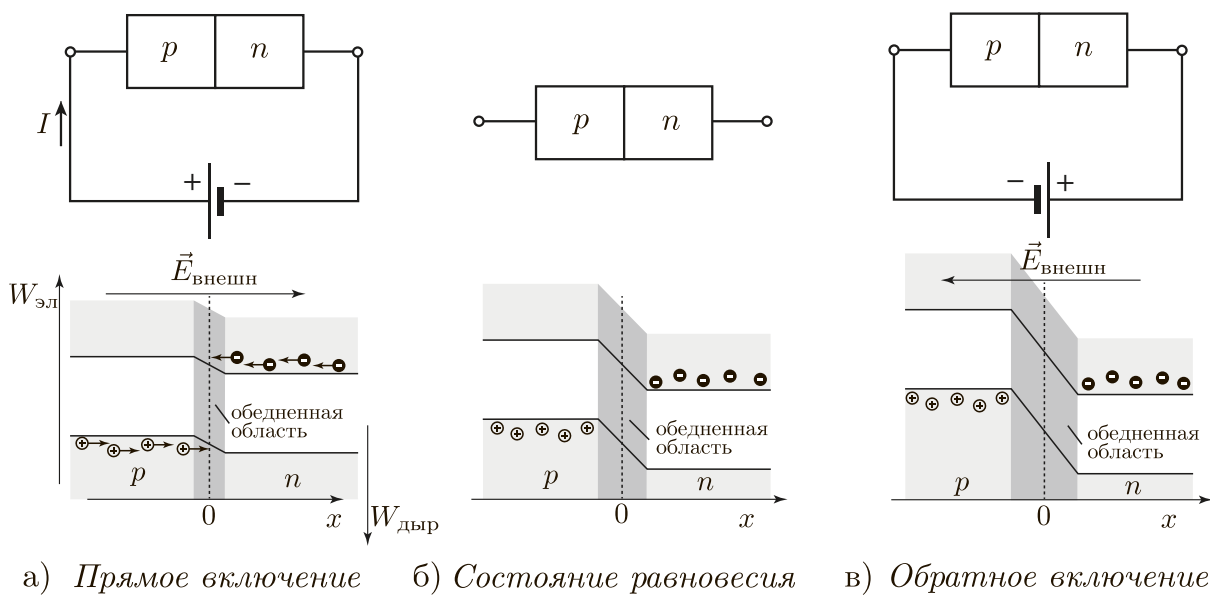 p n
I
+ −
E⃗внешн
Wэл
обедненная
область
p n
0 x
Wдыр
а) Прямое включение
p n
обедненная
область
p n
0 x
б) Состояние равновесия
p n
− +
E⃗внешн
обедненная
область
p n
0 x
в) Обратное включение